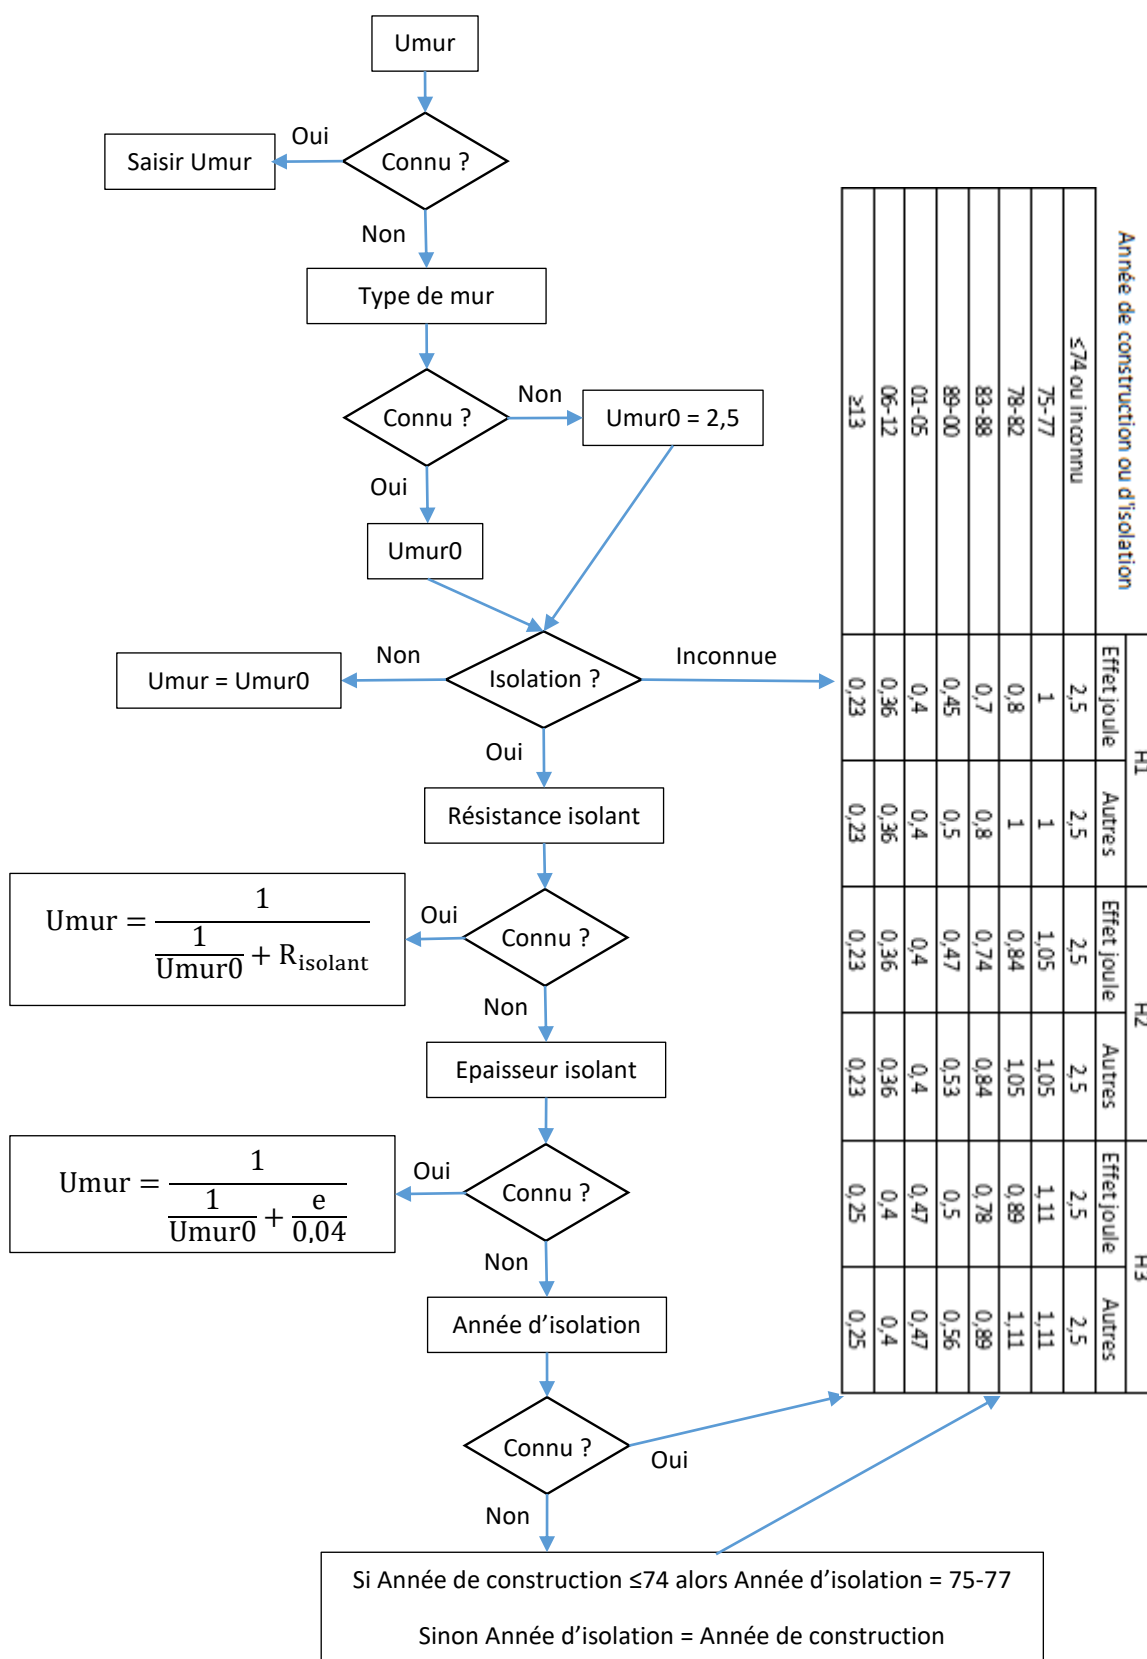 Umur
Connu ?
Oui
Saisir Umur
Non
Type de mur
Connu ?
Non
Umur0 = 2,5
Oui
Umur0
Isolation ?
Non
Umur = Umur0
Inconnue
Oui
Résistance isolant
Connu ?
Oui
Umur = 1 / (1/Umur0 + Risolant)
Non
Epaisseur isolant
Connu ?
Oui
Umur = 1 / (1/Umur0 + e/0,04)
Non
Année d’isolation
Connu ?
Oui
Non
Si Année de construction ≤74 alors Année d’isolation = 75-77
Sinon Année d’isolation = Année de construction
H1 H2 H3
Année de construction ou d'isolation Effet joule Autres Effet joule Autres Effet joule Autres
≤74 ou inconnu 2,5 2,5 2,5 2,5 2,5 2,5
75-77 1 1 1,05 1,05 1,11 1,11
78-82 0,8 1 0,84 1,05 0,89 1,11
83-88 0,7 0,8 0,74 0,84 0,78 0,89
89-00 0,45 0,5 0,47 0,53 0,5 0,56
01-05 0,4 0,4 0,4 0,4 0,47 0,47
06-12 0,36 0,36 0,36 0,36 0,4 0,4
≥13 0,23 0,23 0,23 0,23 0,25 0,25